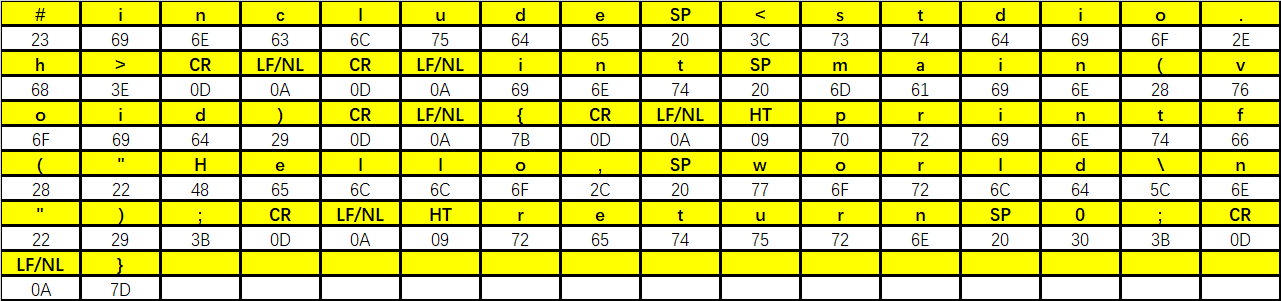 # i n c l u d e SP < s t d i o .
23 69 6E 63 6C 75 64 65 20 3C 73 74 64 69 6F 2E
h > CR LF/NL CR LF/NL i n t SP m a i n ( v
68 3E 0D 0A 0D 0A 69 6E 74 20 6D 61 69 6E 28 76
o i d ) CR LF/NL { CR LF/NL HT p r i n t f
6F 69 64 29 0D 0A 7B 0D 0A 09 70 72 69 6E 74 66
( " H e l l o , SP w o r l d \ n
28 22 48 65 6C 6C 6F 2C 20 77 6F 72 6C 64 5C 6E
" ) ; CR LF/NL HT r e t u r n SP 0 ; CR
22 29 3B 0D 0A 09 72 65 74 75 72 6E 20 30 3B 0D
LF/NL }
0A 7D